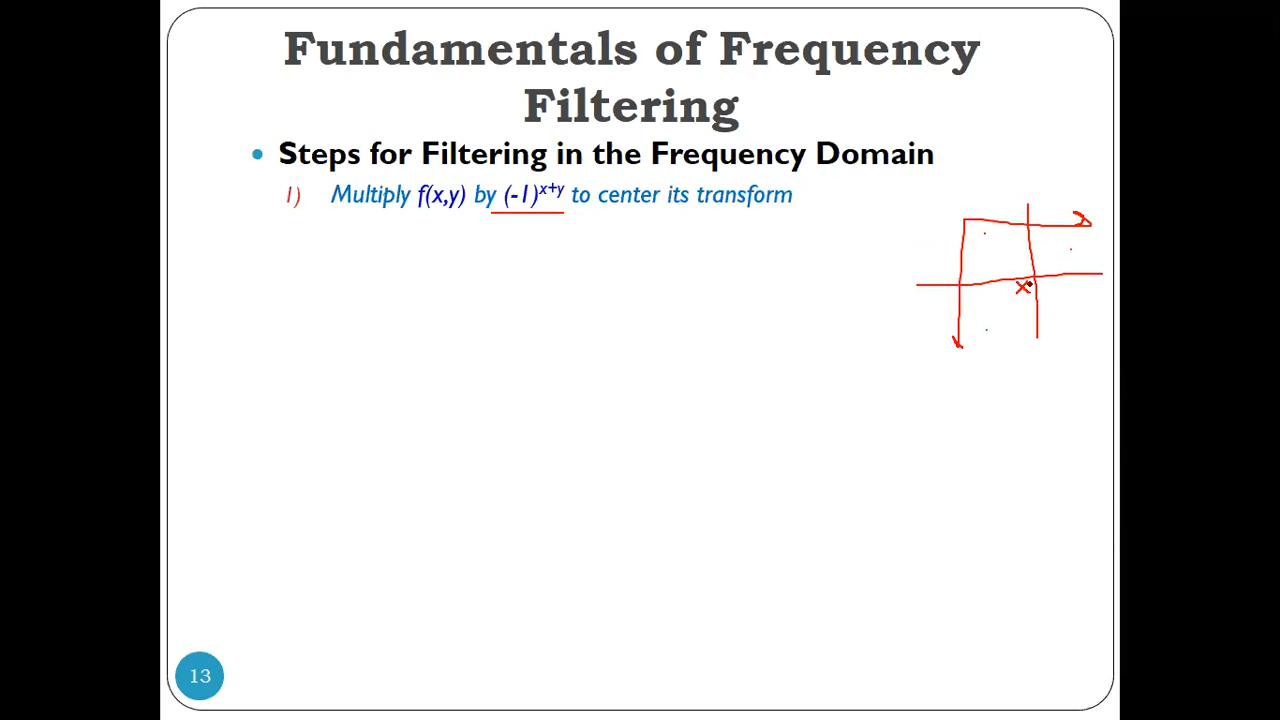 Fundamentals of Frequency
Filtering
• Steps for Filtering in the Frequency Domain
1) Multiply f(x,y) by (-1)^{x+y} to center its transform
x
13